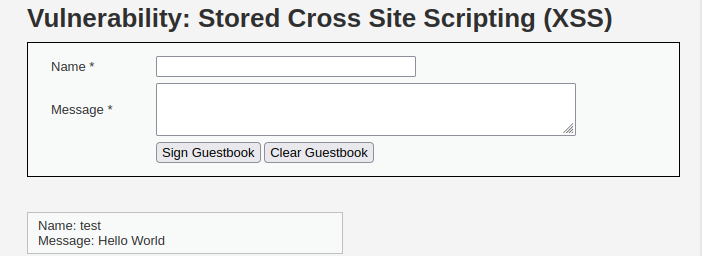 Vulnerability: Stored Cross Site Scripting (XSS)
Name *
Message *
Sign Guestbook Clear Guestbook
Name: test
Message: Hello World